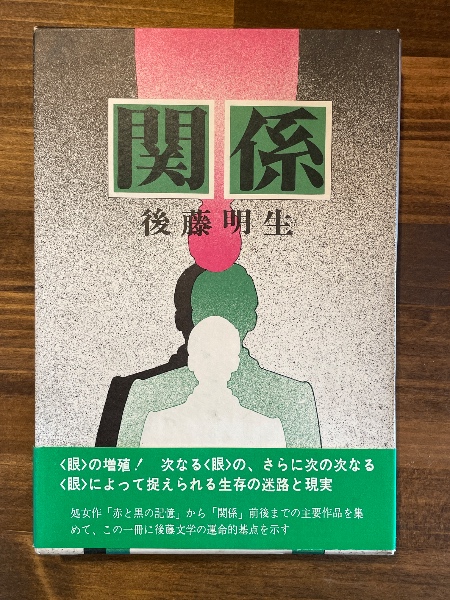 関係
後藤明生
〈眼〉の増殖! 次なる〈眼〉の、さらに次の次なる
〈眼〉によって捉えられる生存の迷路と現実
処女作「赤と黒の記憶」から「関係」前後までの主要作品を集
めて、この一冊に後藤文学の運命的基点を示す